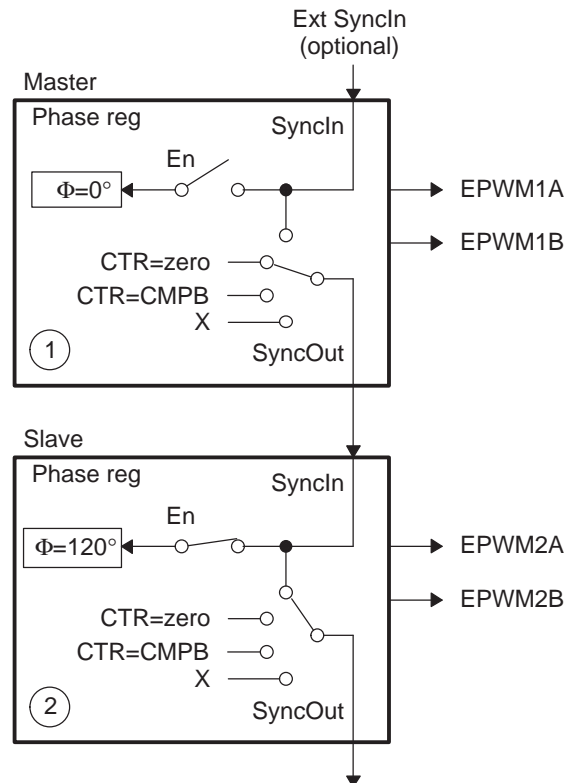 Ext SyncIn
(optional)
Master
Phase reg
SyncIn
En
Φ=0°
EPWM1A
EPWM1B
CTR=zero
CTR=CMPB
X
1
SyncOut
Slave
Phase reg
SyncIn
En
Φ=120°
EPWM2A
EPWM2B
CTR=zero
CTR=CMPB
X
2
SyncOut